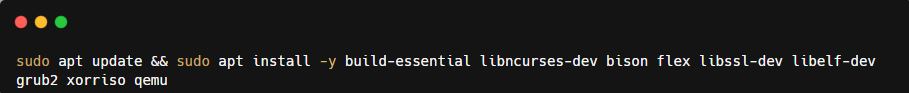 sudo apt update && sudo apt install -y build-essential libncurses-dev bison flex libssl-dev libelf-dev
grub2 xorriso qemu